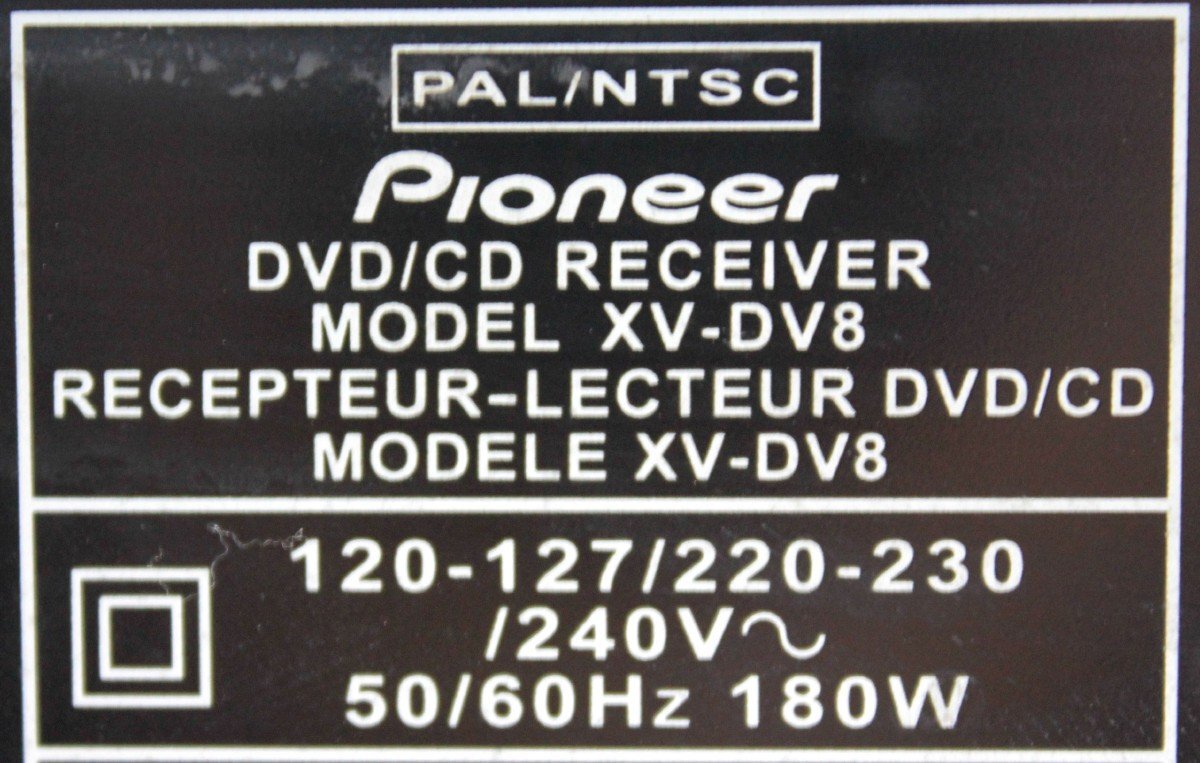 PAL/NTSC
Pioneer
DVD/CD RECEIVER
MODEL XV-DV8
RECEPTEUR-LECTEUR DVD/CD
MODELE XV-DV8
120-127/220-230
/240V~
50/60Hz 180W